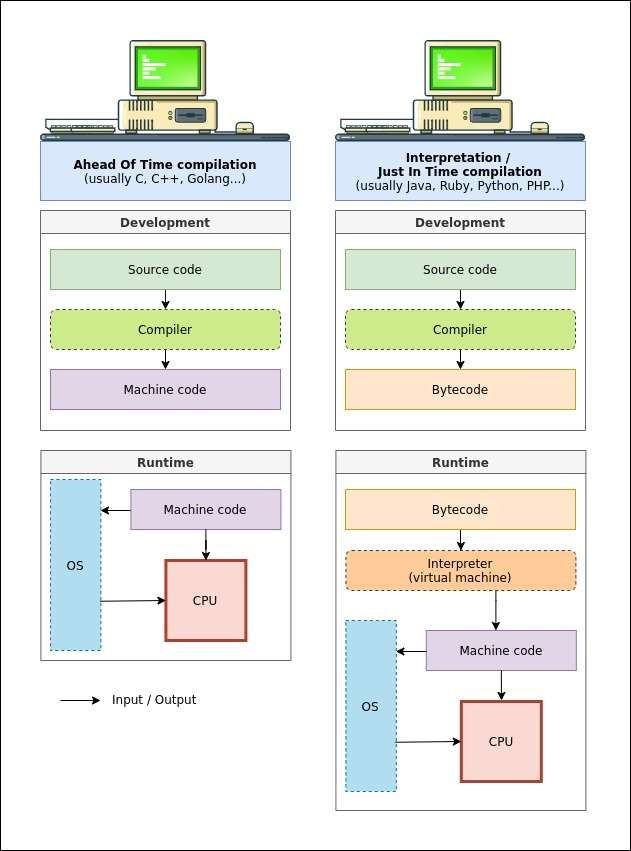 Ahead Of Time compilation
(usually C, C++, Golang...)
Development
Source code
Compiler
Machine code
Runtime
Machine code
OS
CPU
Input / Output
Interpretation /
Just In Time compilation
(usually Java, Ruby, Python, PHP...)
Development
Source code
Compiler
Bytecode
Runtime
Bytecode
Interpreter
(virtual machine)
Machine code
OS
CPU